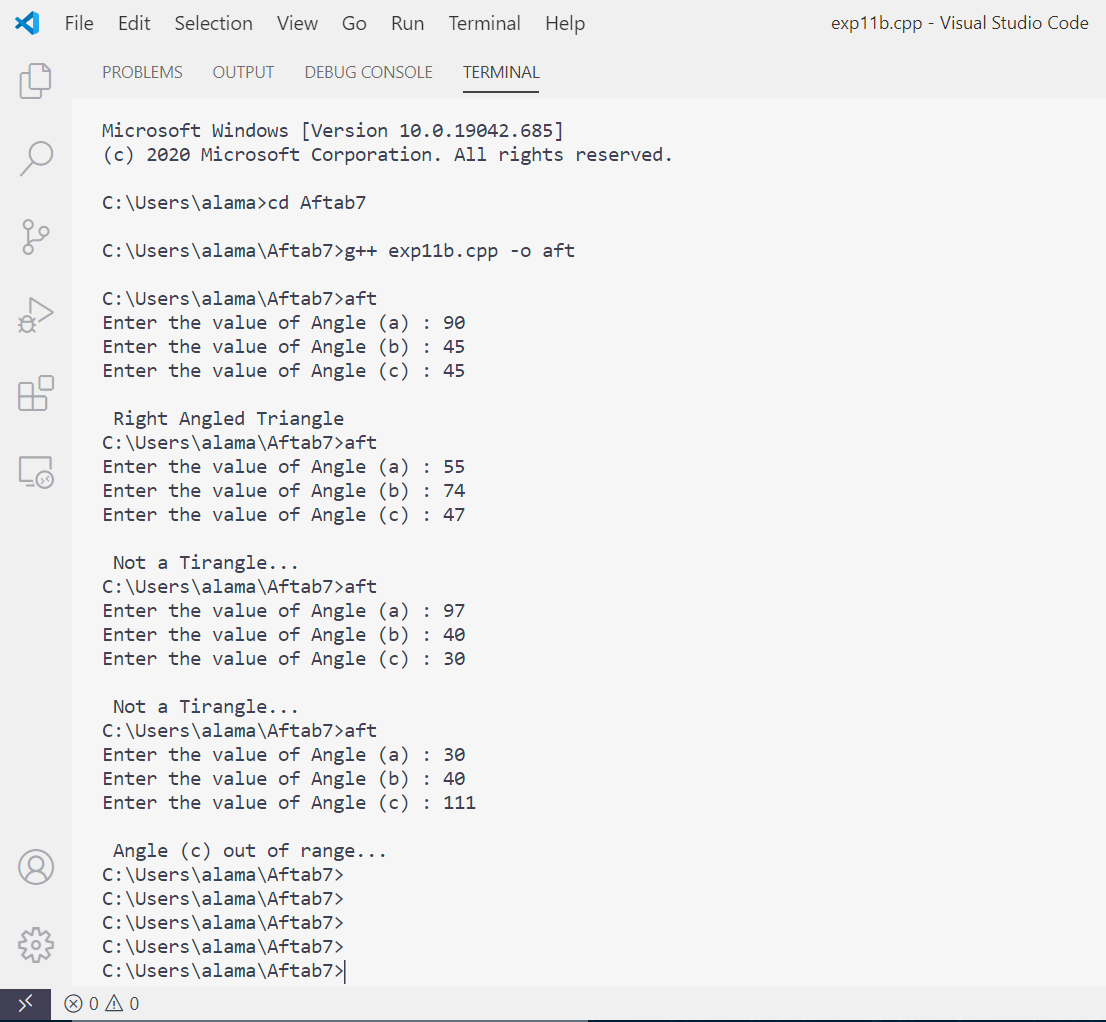 File Edit Selection View Go Run Terminal Help exp11b.cpp - Visual Studio Code
PROBLEMS OUTPUT DEBUG CONSOLE TERMINAL
Microsoft Windows [Version 10.0.19042.685]
(c) 2020 Microsoft Corporation. All rights reserved.
C:\Users\alama>cd Aftab7
C:\Users\alama\Aftab7>g++ exp11b.cpp -o aft
C:\Users\alama\Aftab7>aft
Enter the value of Angle (a) : 90
Enter the value of Angle (b) : 45
Enter the value of Angle (c) : 45
Right Angled Triangle
C:\Users\alama\Aftab7>aft
Enter the value of Angle (a) : 55
Enter the value of Angle (b) : 74
Enter the value of Angle (c) : 47
Not a Tirangle...
C:\Users\alama\Aftab7>aft
Enter the value of Angle (a) : 97
Enter the value of Angle (b) : 40
Enter the value of Angle (c) : 30
Not a Tirangle...
C:\Users\alama\Aftab7>aft
Enter the value of Angle (a) : 30
Enter the value of Angle (b) : 40
Enter the value of Angle (c) : 111
Angle (c) out of range...
C:\Users\alama\Aftab7>
C:\Users\alama\Aftab7>
C:\Users\alama\Aftab7>
C:\Users\alama\Aftab7>
C:\Users\alama\Aftab7>
0 0